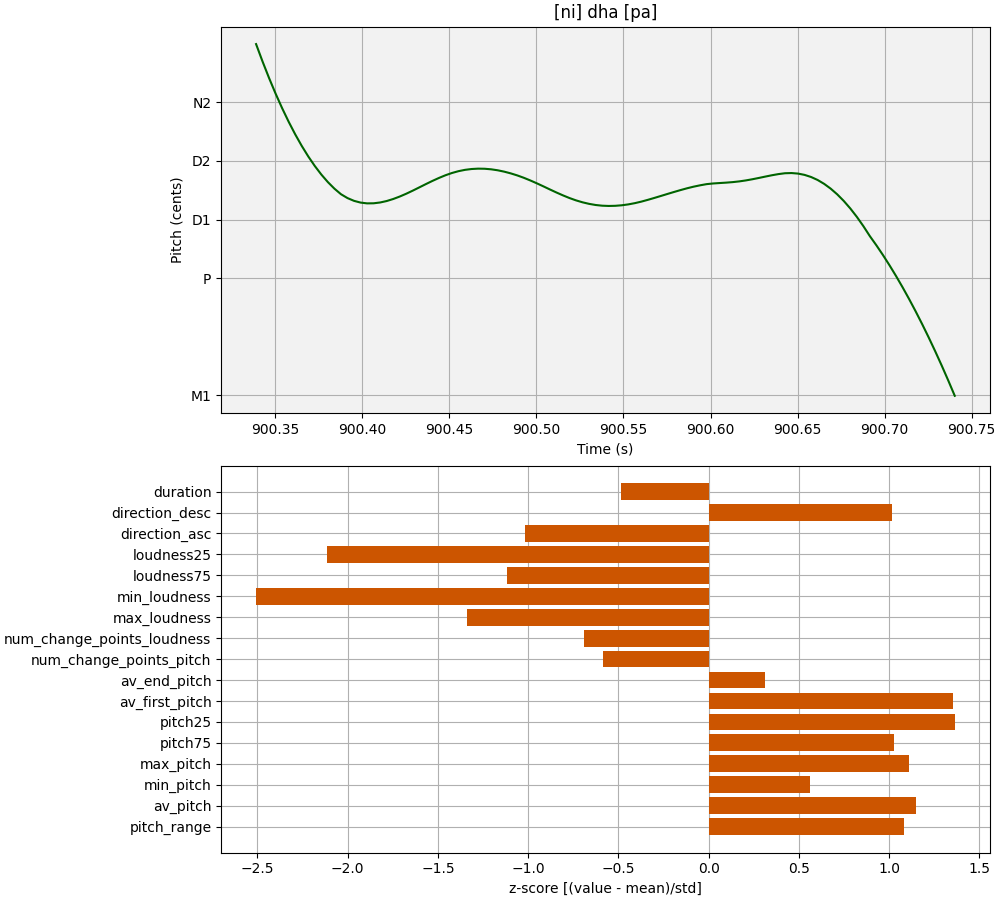 [ni] dha [pa]
Pitch (cents)
N2
D2
D1
P
M1
900.35 900.40 900.45 900.50 900.55 900.60 900.65 900.70 900.75
Time (s)
duration
direction_desc
direction_asc
loudness25
loudness75
min_loudness
max_loudness
num_change_points_loudness
num_change_points_pitch
av_end_pitch
av_first_pitch
pitch25
pitch75
max_pitch
min_pitch
av_pitch
pitch_range
−2.5 −2.0 −1.5 −1.0 −0.5 0.0 0.5 1.0 1.5
z-score [(value - mean)/std]